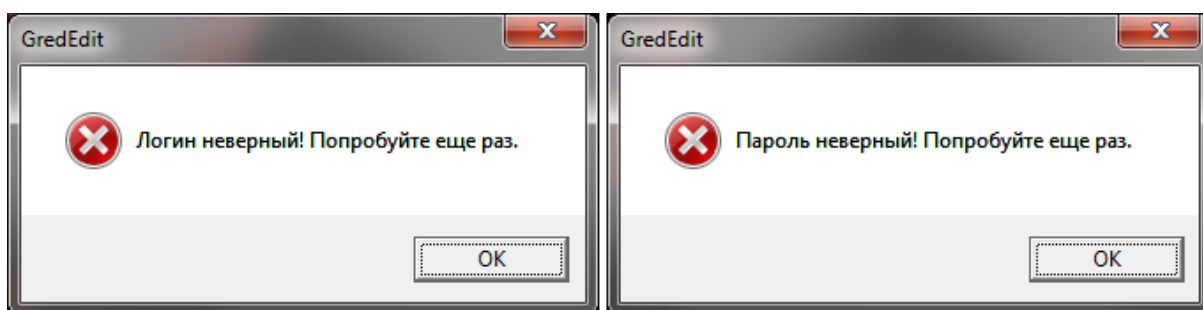 GredEdit
Логин неверный! Попробуйте еще раз.
OK
GredEdit
Пароль неверный! Попробуйте еще раз.
OK